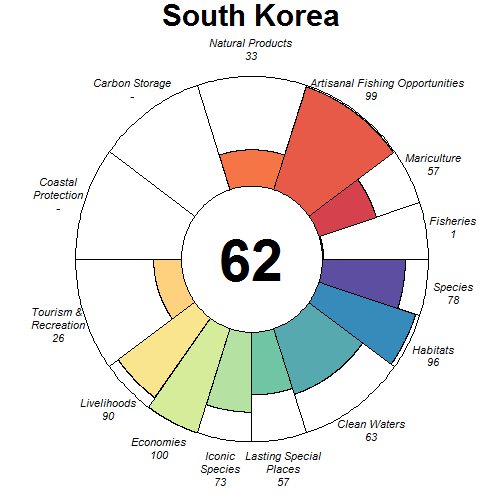 South Korea
Natural Products
33
Carbon Storage
-
Artisanal Fishing Opportunities
99
Mariculture
57
Coastal
Protection
-
Fisheries
1
62
Species
78
Tourism &
Recreation
26
Habitats
96
Livelihoods
90
Clean Waters
63
Economies
100
Iconic
Species
73
Lasting Special
Places
57